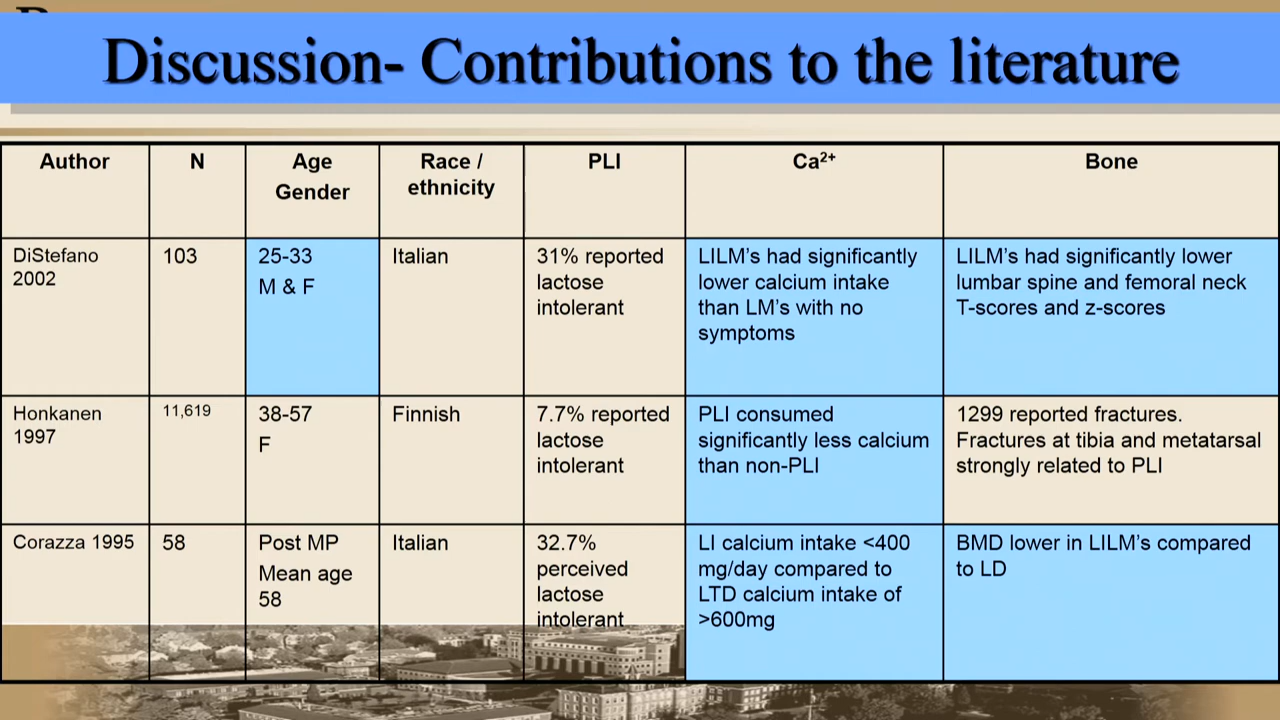 Discussion- Contributions to the literature
Author
N
Age
Gender
Race /
ethnicity
PLI
Ca2+
Bone
DiStefano
2002
103
25-33
M & F
Italian
31% reported
lactose
intolerant
LILM's had significantly
lower calcium intake
than LM's with no
symptoms
LILM's had significantly lower
lumbar spine and femoral neck
T-scores and z-scores
Honkanen
1997
11,619
38-57
F
Finnish
7.7% reported
lactose
intolerant
PLI consumed
significantly less calcium
than non-PLI
1299 reported fractures.
Fractures at tibia and metatarsal
strongly related to PLI
Corazza 1995
58
Post MP
Mean age
58
Italian
32.7%
perceived
lactose
intolerant
LI calcium intake <400
mg/day compared to
LTD calcium intake of
>600mg
BMD lower in LILM's compared
to LD